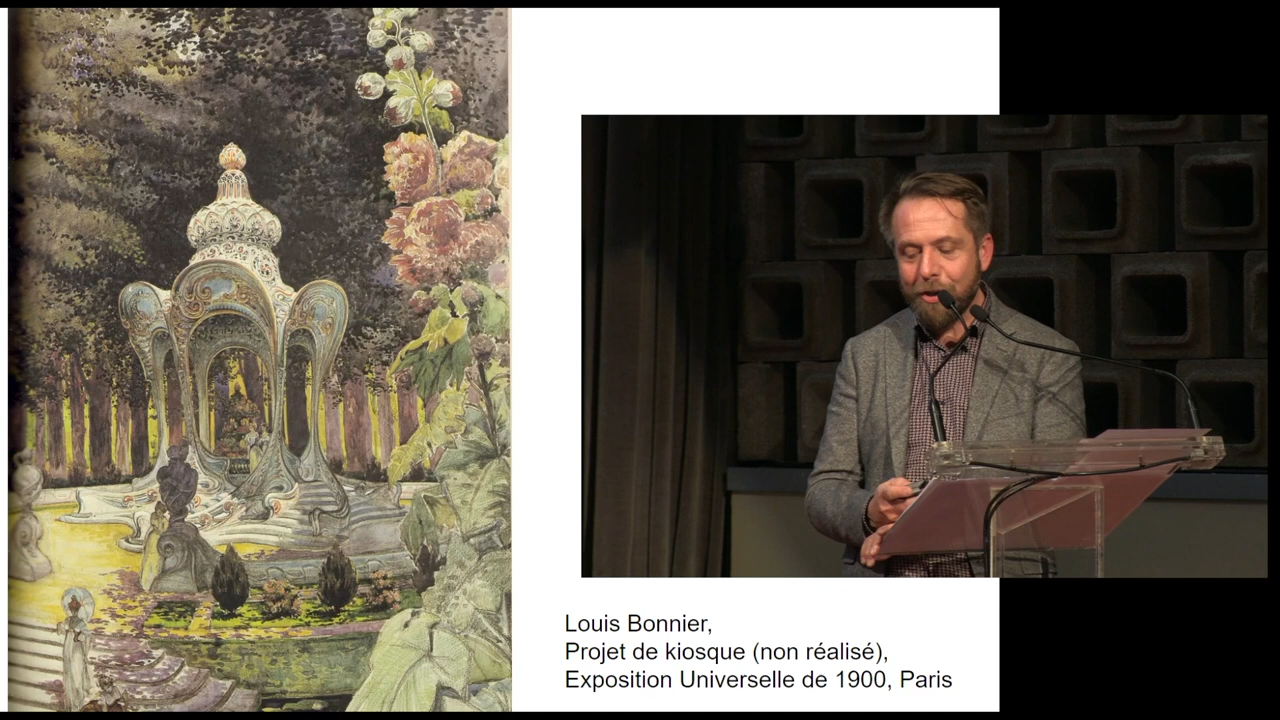 Louis Bonnier,
Projet de kiosque (non réalisé),
Exposition Universelle de 1900, Paris